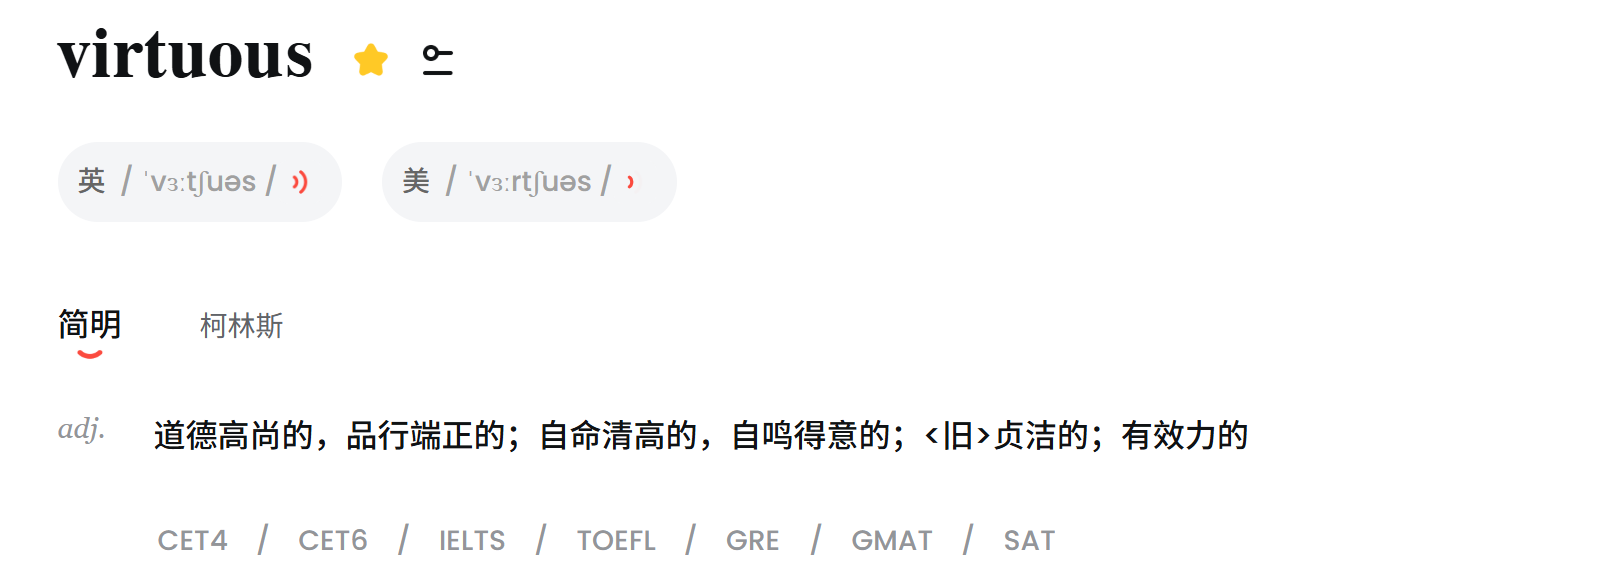 virtuous
英 / ˈvɜːtʃuəs / 美 / ˈvɜːrtʃuəs /
简明 柯林斯
adj. 道德高尚的，品行端正的；自命清高的，自鸣得意的；<旧>贞洁的；有效力的
CET4 / CET6 / IELTS / TOEFL / GRE / GMAT / SAT